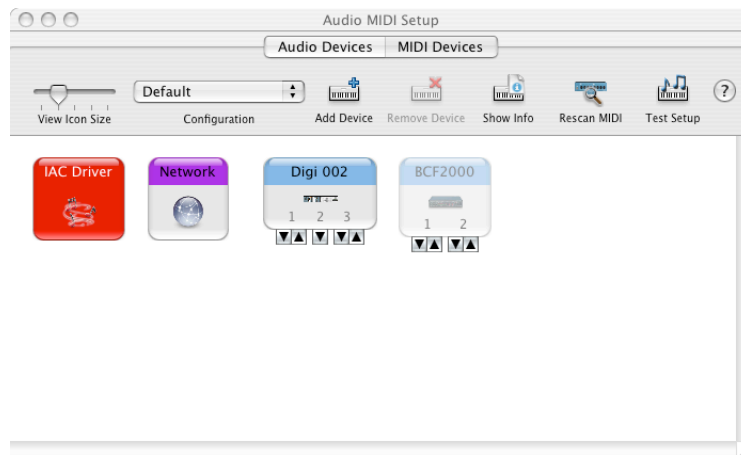 Audio MIDI Setup
Audio Devices MIDI Devices
Default
View Icon Size Configuration Add Device Remove Device Show Info Rescan MIDI Test Setup ?
IAC Driver Network Digi 002 BCF2000
1 2 3 1 2